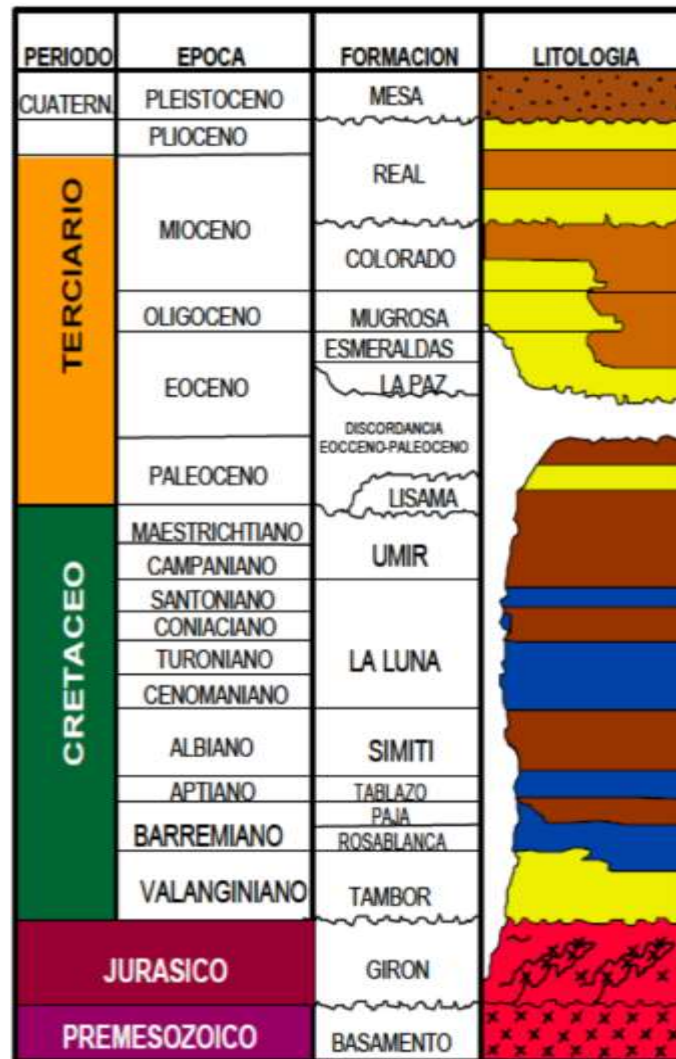 PERIODO EPOCA FORMACION LITOLOGIA
CUATERN. PLEISTOCENO MESA
PLIOCENO
REAL
TERCIARIO
MIOCENO
COLORADO
OLIGOCENO MUGROSA
ESMERALDAS
EOCENO
LA PAZ
DISCORDANCIA
EOCCENO-PALEOCENO
PALEOCENO
LISAMA
CRETACEO
MAESTRICHTIANO
UMIR
CAMPANIANO
SANTONIANO
CONIACIANO
TURONIANO
LA LUNA
CENOMANIANO
ALBIANO SIMITI
APTIANO TABLAZO
PAJA
BARREMIANO
ROSABLANCA
VALANGINIANO TAMBOR
JURASICO GIRON
PREMESOZOICO BASAMENTO